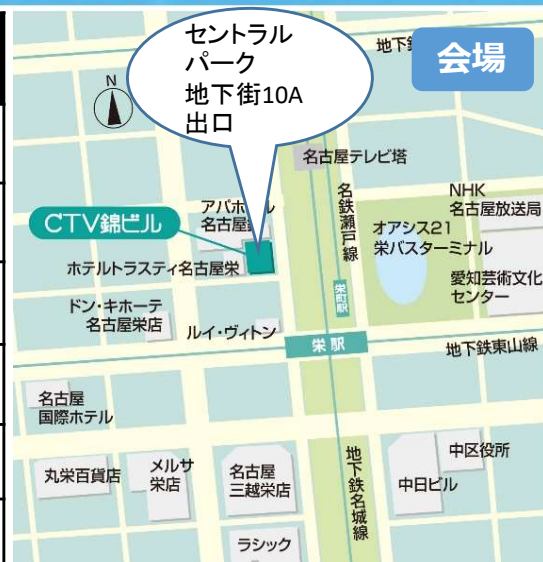 セントラル
パーク
地下街10A
出口
会場
地下鉄
N
名古屋テレビ塔
アパホテル
名古屋錦
CTV錦ビル
名鉄瀬戸線
NHK
名古屋放送局
オアシス21
栄バスターミナル
ホテルトラスティ名古屋栄
愛知芸術文化
センター
栄町駅
ドン・キホーテ
名古屋栄店
ルイ・ヴィトン
栄駅
地下鉄東山線
名古屋
国際ホテル
丸栄百貨店
メルサ
栄店
名古屋
三越栄店
地下鉄名城線
中日ビル
中区役所
ラシック